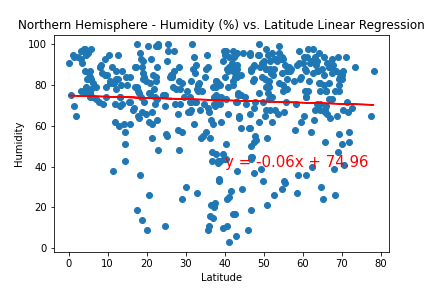 Northern Hemisphere - Humidity (%) vs. Latitude Linear Regression
100
80
60
40
20
0
Humidity
y = -0.06x + 74.96
0 10 20 30 40 50 60 70 80
Latitude